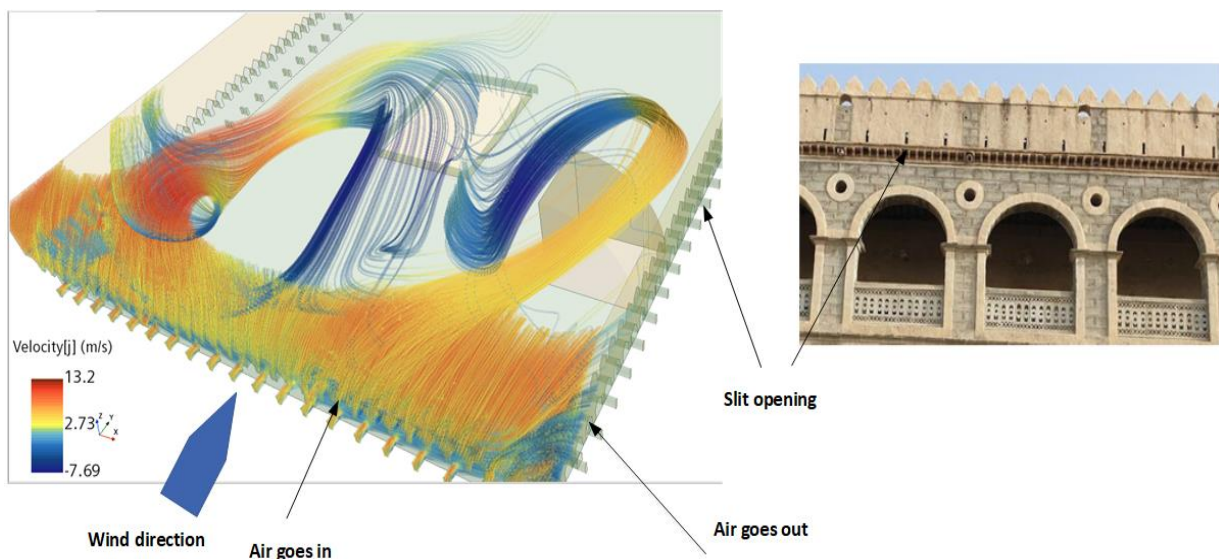 Velocity[j] (m/s)
13.2
2.73
-7.69
Z
Y
X
Wind direction
Air goes in
Air goes out
Slit opening